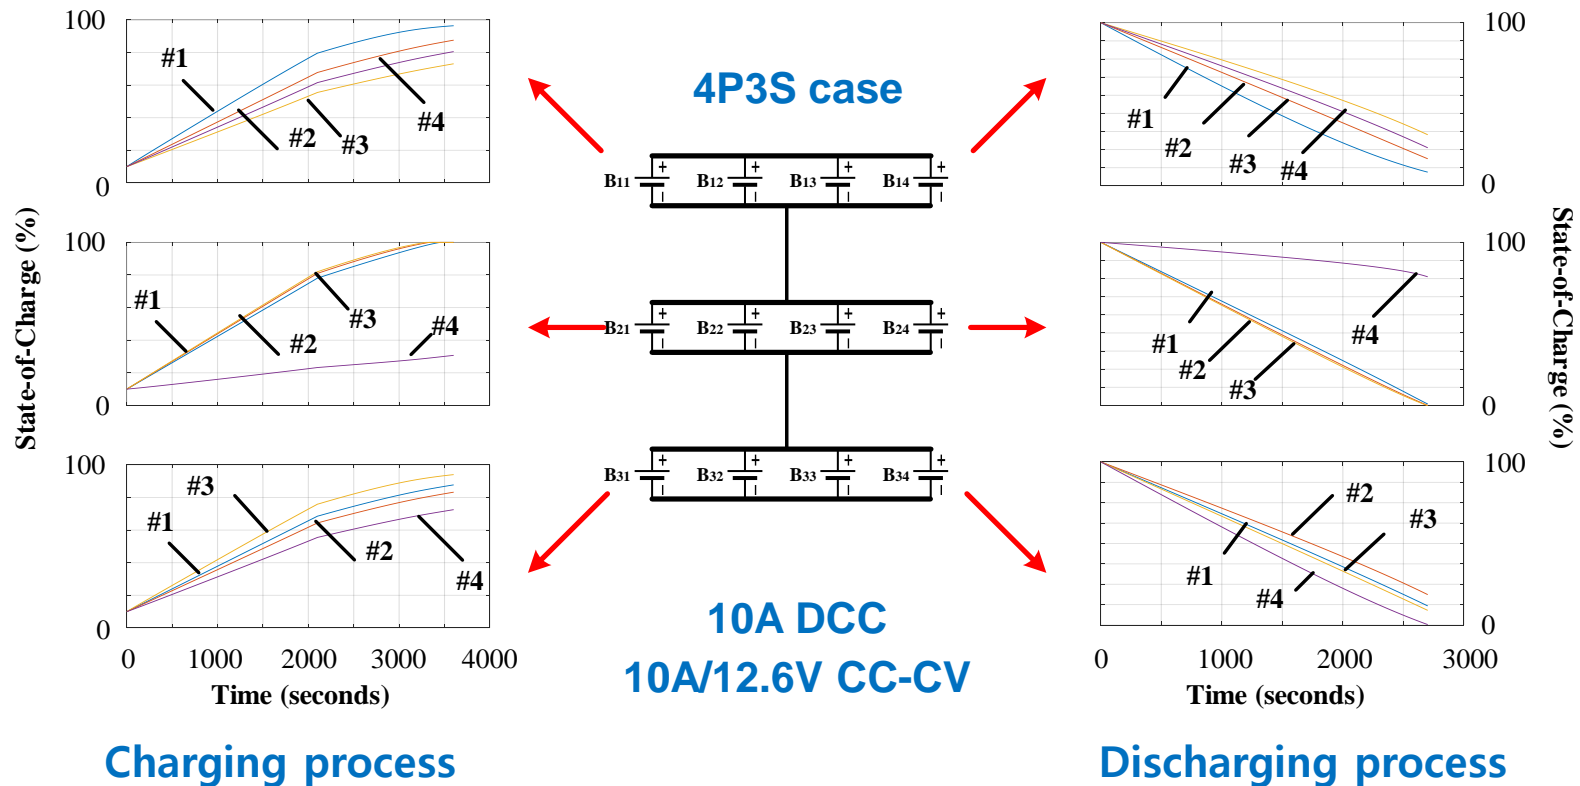 100
#1
#2
#3
#4
0
100
#1
#2
#3
#4
0
100
#3
#1
#2
#4
0
0 1000 2000 3000 4000
Time (seconds)
State-of-Charge (%)
Charging process
4P3S case
B11 B12 B13 B14
B21 B22 B23 B24
B31 B32 B33 B34
10A DCC
10A/12.6V CC-CV
100
#1
#2
#3
#4
0
100
#1
#2
#3
#4
0
100
#2
#3
#1
#4
0
0 1000 2000 3000
Time (seconds)
State-of-Charge (%)
Discharging process